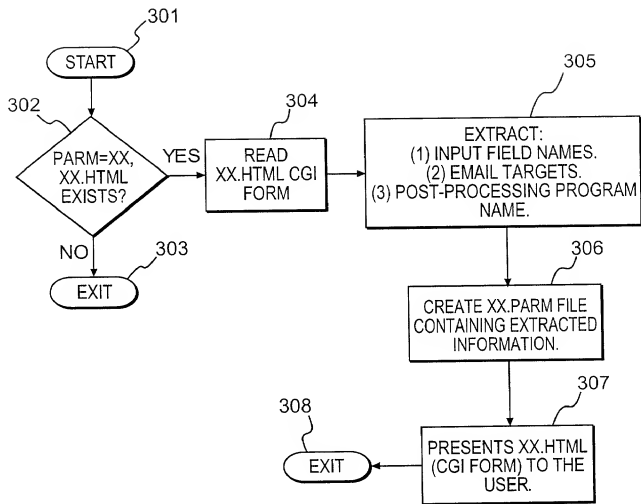 301
START
302
PARM=XX,
XX.HTML
EXISTS?
YES
NO
303
EXIT
304
READ
XX.HTML CGI
FORM
305
EXTRACT:
(1) INPUT FIELD NAMES.
(2) EMAIL TARGETS.
(3) POST-PROCESSING PROGRAM
NAME.
306
CREATE XX.PARM FILE
CONTAINING EXTRACTED
INFORMATION.
307
PRESENTS XX.HTML
(CGI FORM) TO THE
USER.
308
EXIT